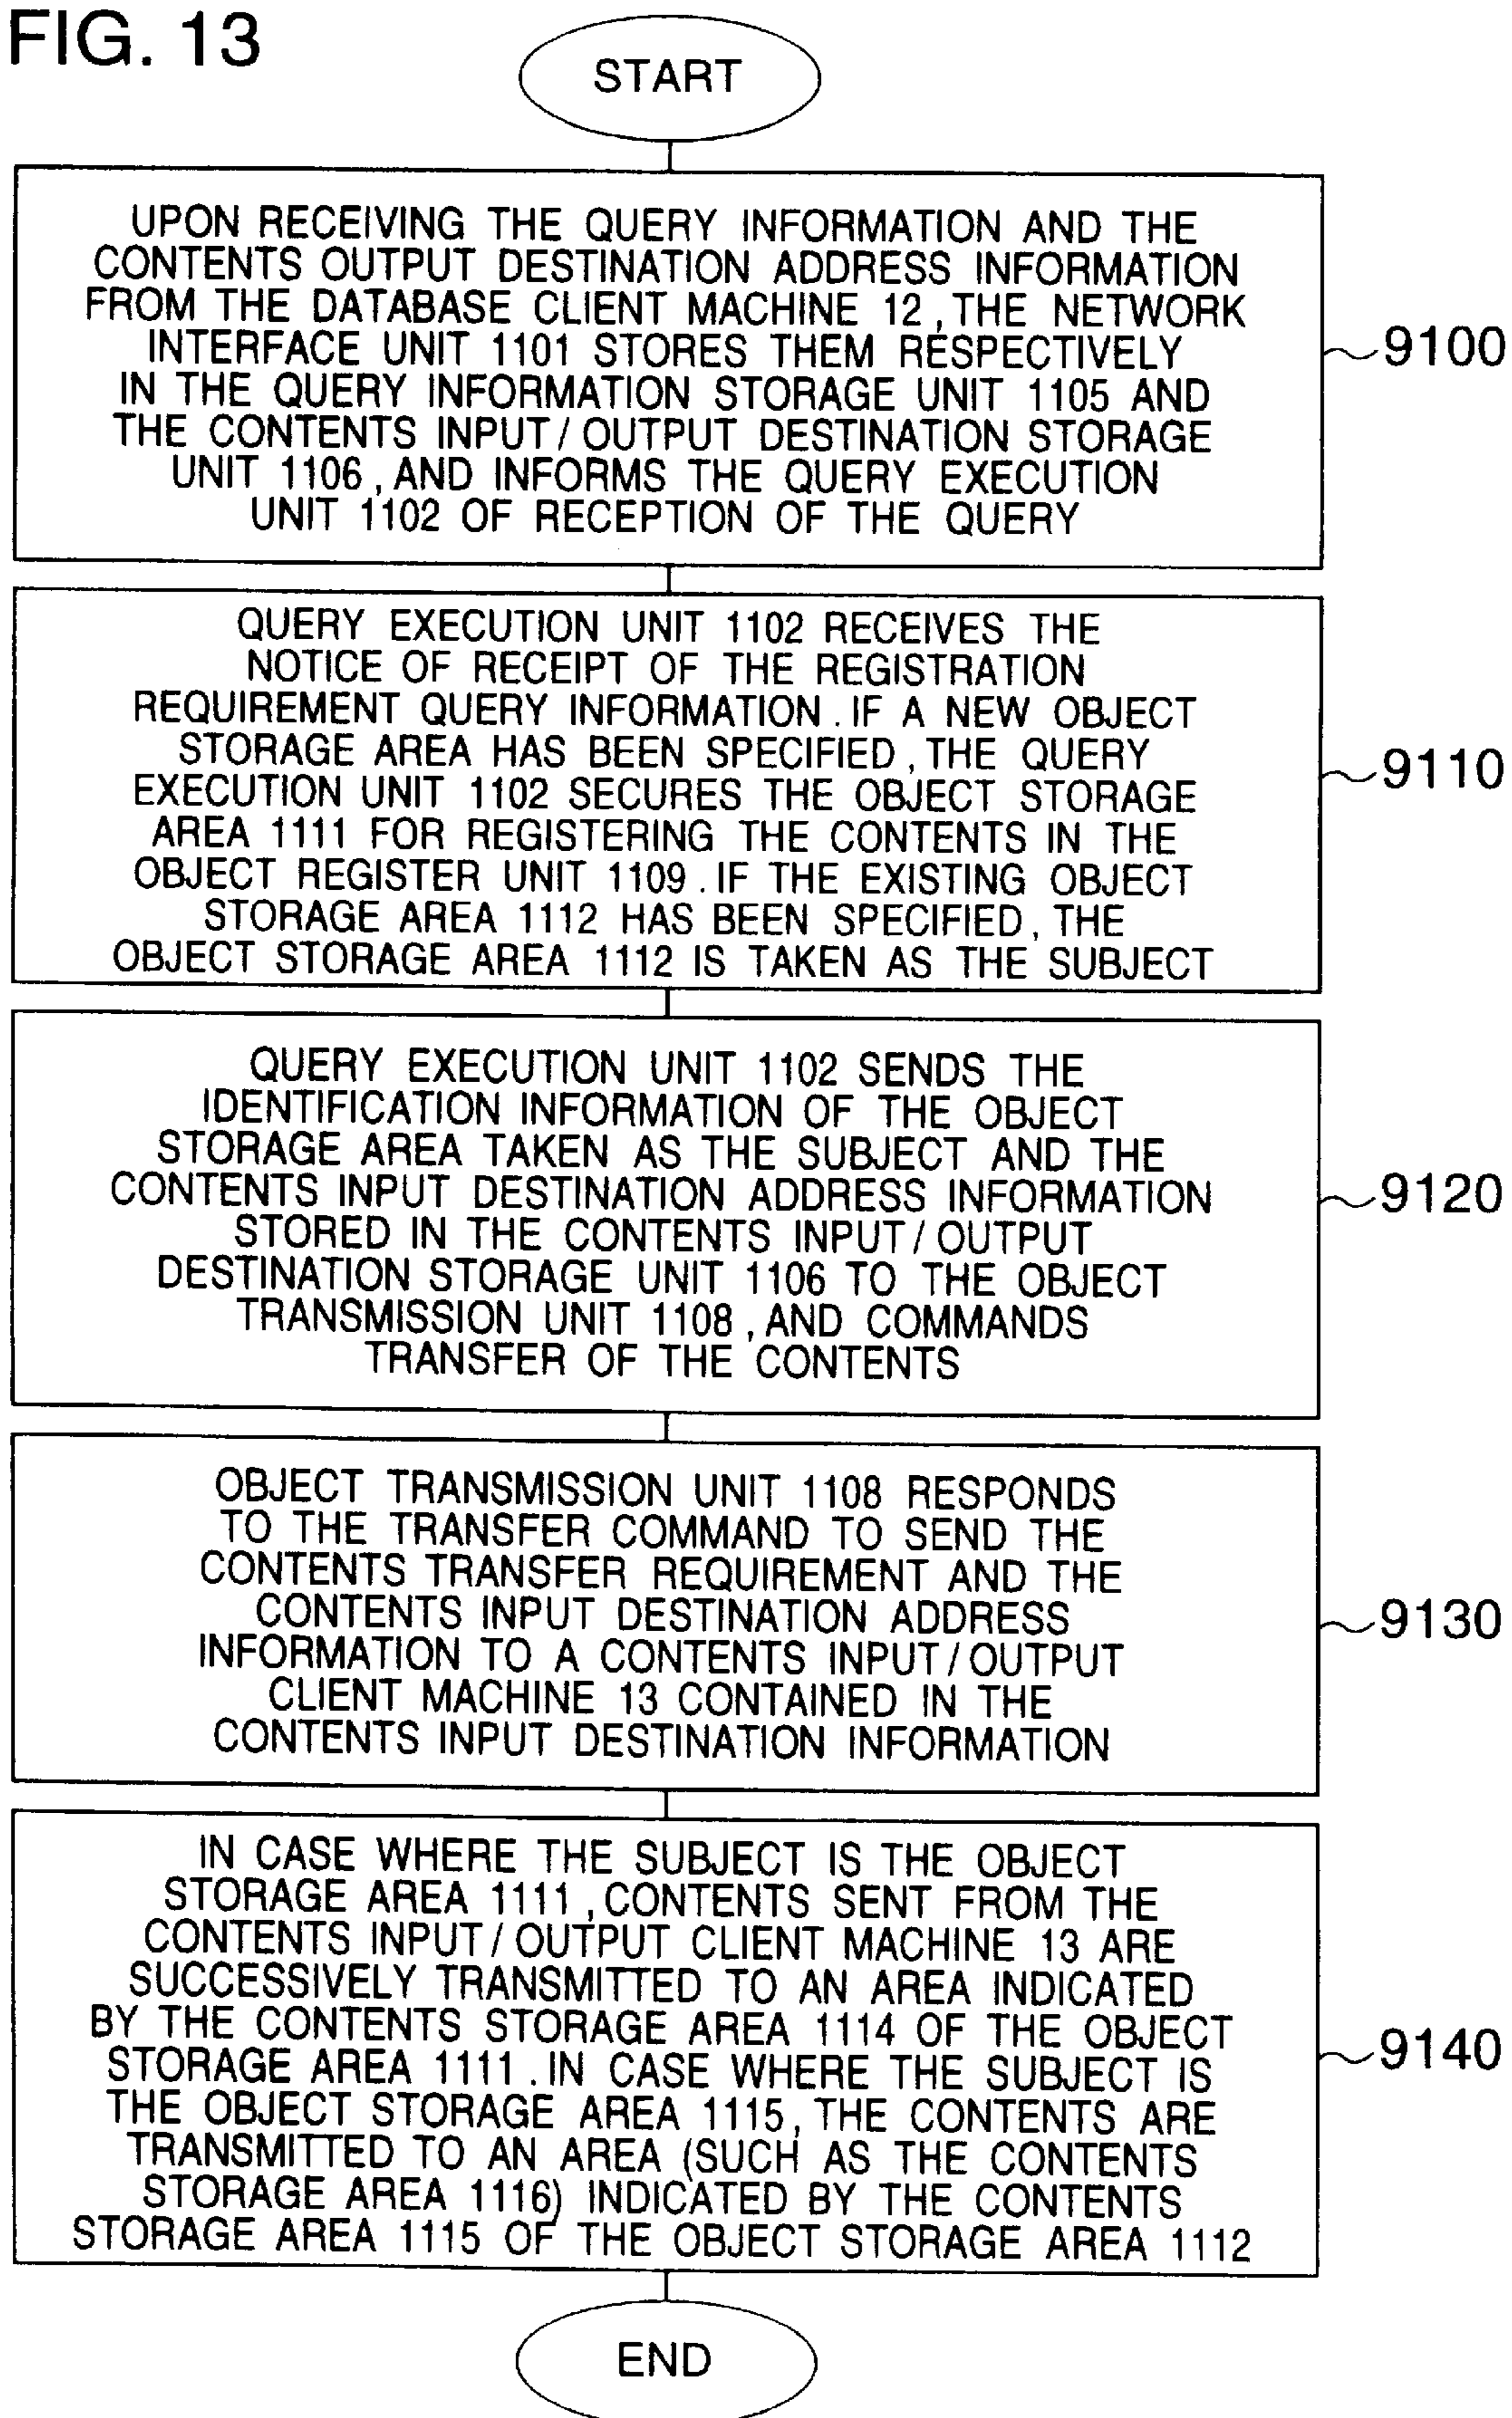 FIG. 13
START
UPON RECEIVING THE QUERY INFORMATION AND THE
CONTENTS OUTPUT DESTINATION ADDRESS INFORMATION
FROM THE DATABASE CLIENT MACHINE 12, THE NETWORK
INTERFACE UNIT 1101 STORES THEM RESPECTIVELY
IN THE QUERY INFORMATION STORAGE UNIT 1105 AND
THE CONTENTS INPUT/OUTPUT DESTINATION STORAGE
UNIT 1106, AND INFORMS THE QUERY EXECUTION
UNIT 1102 OF RECEPTION OF THE QUERY
9100
QUERY EXECUTION UNIT 1102 RECEIVES THE
NOTICE OF RECEIPT OF THE REGISTRATION
REQUIREMENT QUERY INFORMATION. IF A NEW OBJECT
STORAGE AREA HAS BEEN SPECIFIED, THE QUERY
EXECUTION UNIT 1102 SECURES THE OBJECT STORAGE
AREA 1111 FOR REGISTERING THE CONTENTS IN THE
OBJECT REGISTER UNIT 1109. IF THE EXISTING OBJECT
STORAGE AREA 1112 HAS BEEN SPECIFIED, THE
OBJECT STORAGE AREA 1112 IS TAKEN AS THE SUBJECT
9110
QUERY EXECUTION UNIT 1102 SENDS THE
IDENTIFICATION INFORMATION OF THE OBJECT
STORAGE AREA TAKEN AS THE SUBJECT AND THE
CONTENTS INPUT DESTINATION ADDRESS INFORMATION
STORED IN THE CONTENTS INPUT/OUTPUT
DESTINATION STORAGE UNIT 1106 TO THE OBJECT
TRANSMISSION UNIT 1108, AND COMMANDS
TRANSFER OF THE CONTENTS
9120
OBJECT TRANSMISSION UNIT 1108 RESPONDS
TO THE TRANSFER COMMAND TO SEND THE
CONTENTS TRANSFER REQUIREMENT AND THE
CONTENTS INPUT DESTINATION ADDRESS
INFORMATION TO A CONTENTS INPUT/OUTPUT
CLIENT MACHINE 13 CONTAINED IN THE
CONTENTS INPUT DESTINATION INFORMATION
9130
IN CASE WHERE THE SUBJECT IS THE OBJECT
STORAGE AREA 1111, CONTENTS SENT FROM THE
CONTENTS INPUT/OUTPUT CLIENT MACHINE 13 ARE
SUCCESSIVELY TRANSMITTED TO AN AREA INDICATED
BY THE CONTENTS STORAGE AREA 1114 OF THE OBJECT
STORAGE AREA 1111. IN CASE WHERE THE SUBJECT IS
THE OBJECT STORAGE AREA 1115, THE CONTENTS ARE
TRANSMITTED TO AN AREA (SUCH AS THE CONTENTS
STORAGE AREA 1116) INDICATED BY THE CONTENTS
STORAGE AREA 1115 OF THE OBJECT STORAGE AREA 1112
9140
END